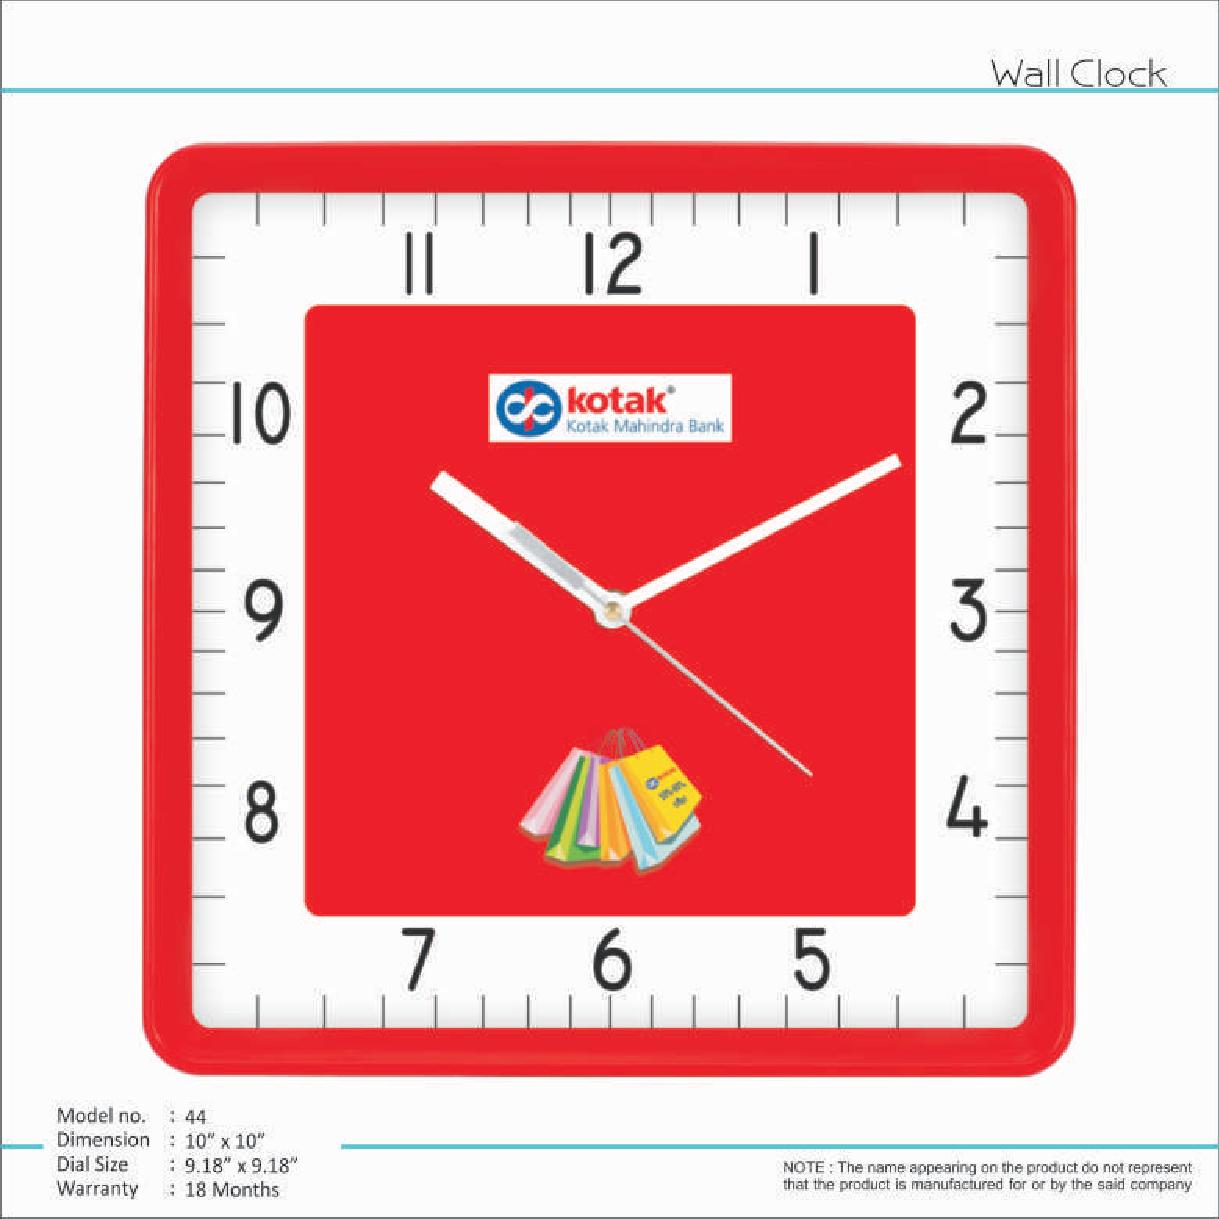 Wall Clock
11 12 1
kotak®
Kotak Mahindra Bank
10 2
9 3
8 4
7 6 5
Model no. : 44
Dimension : 10” x 10”
Dial Size : 9.18” x 9.18”
Warranty : 18 Months
NOTE : The name appearing on the product do not represent
that the product is manufactured for or by the said company